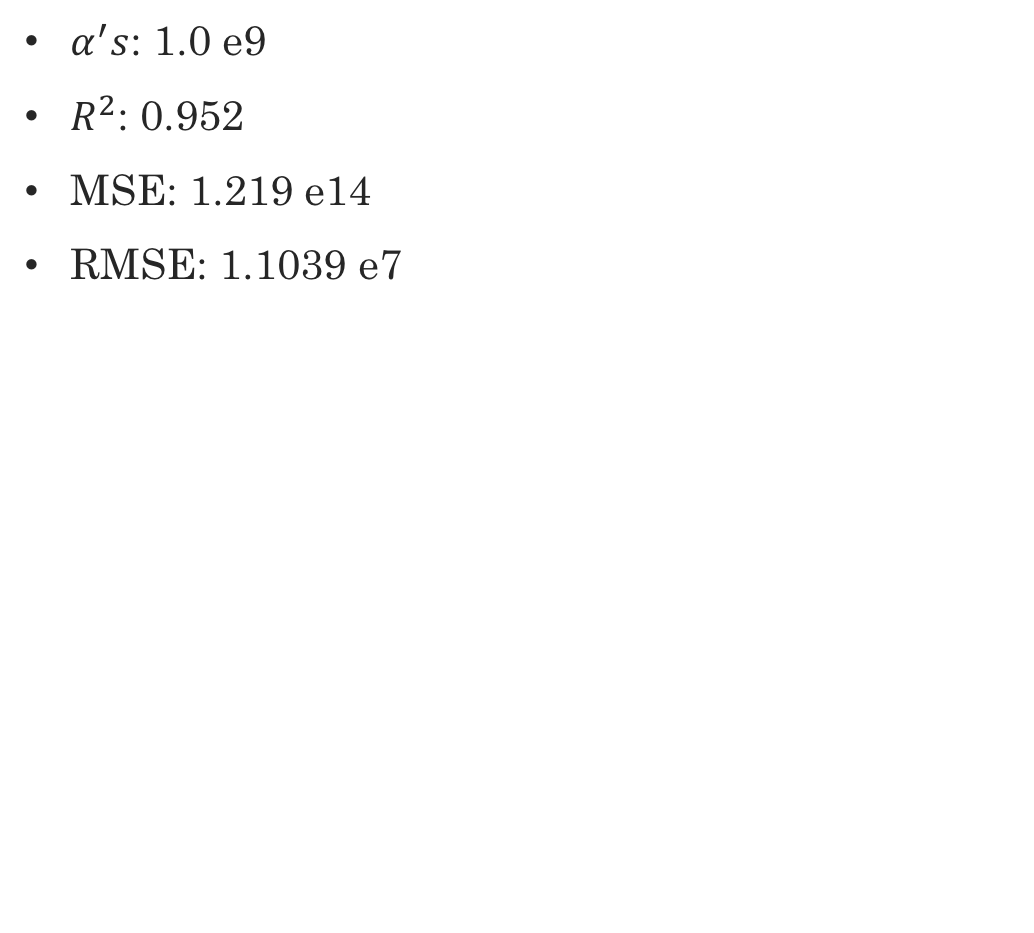 • α's: 1.0 e9
• R²: 0.952
• MSE: 1.219 e14
• RMSE: 1.1039 e7